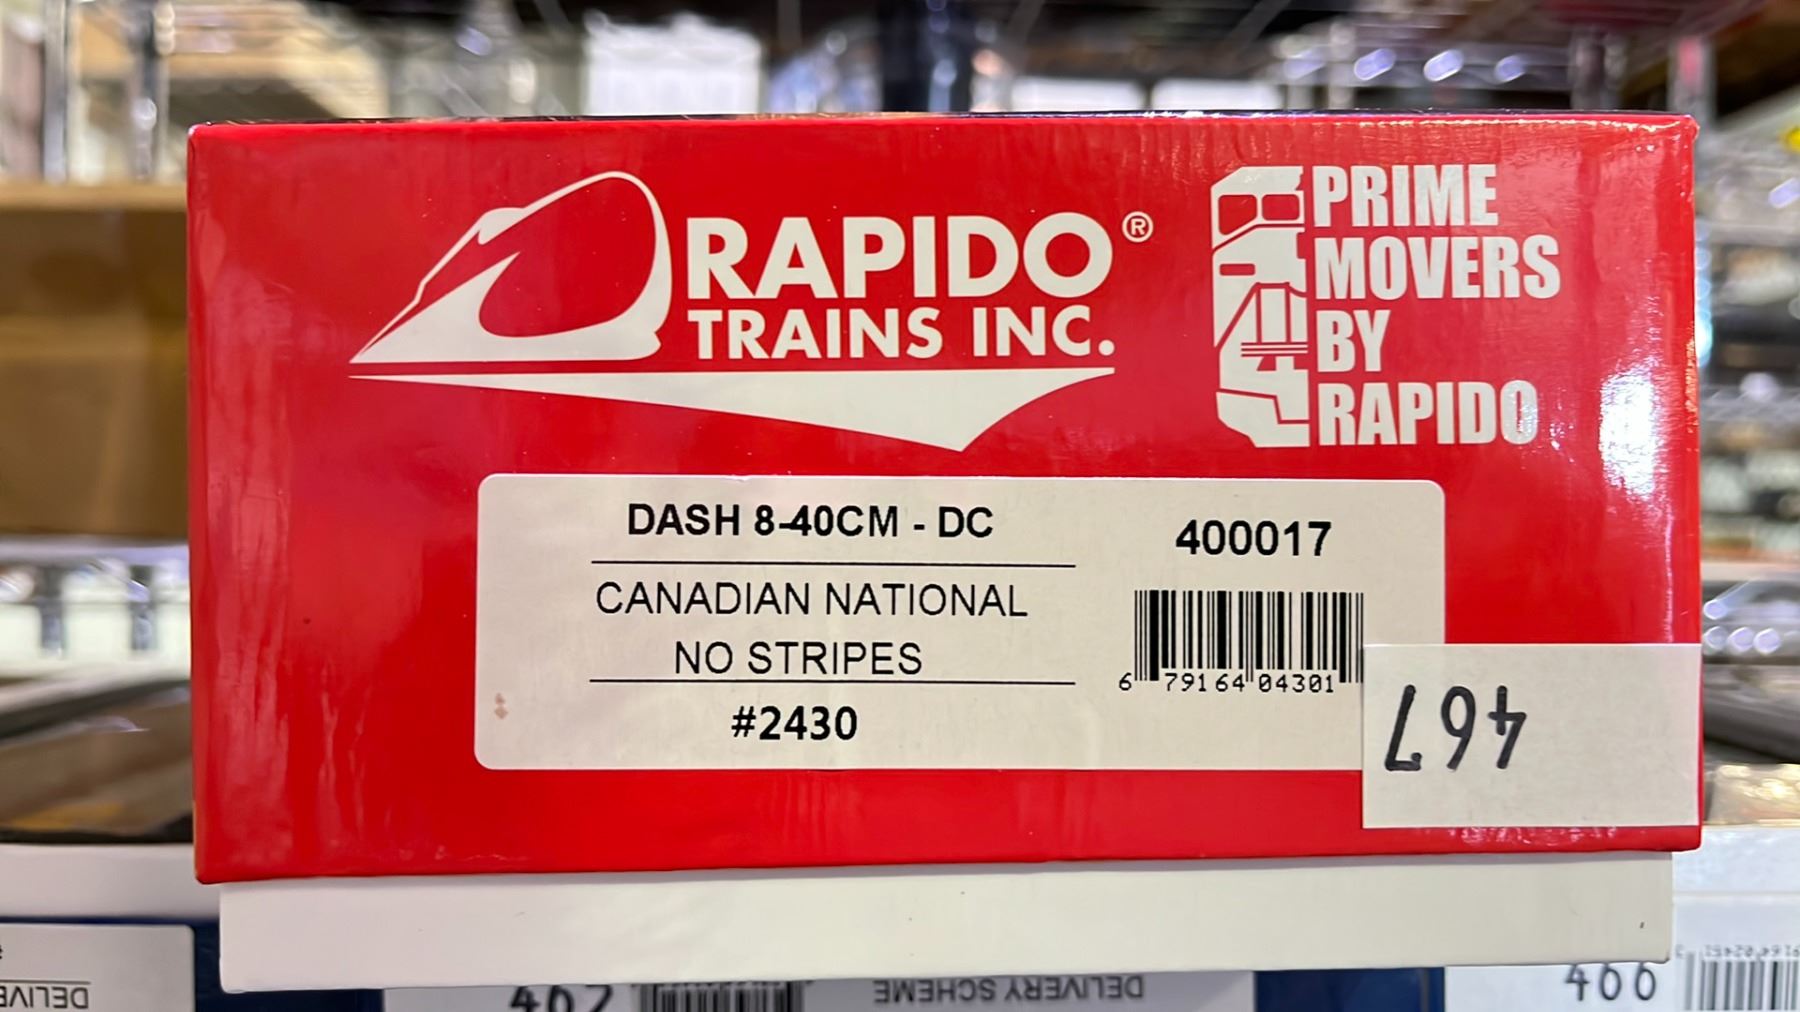 RAPIDO®
TRAINS INC.
PRIME
MOVERS
BY
RAPIDO
DASH 8-40CM - DC
CANADIAN NATIONAL
NO STRIPES
#2430
400017
6 79164 04301
467
462
DELIVERY SCHEME
466